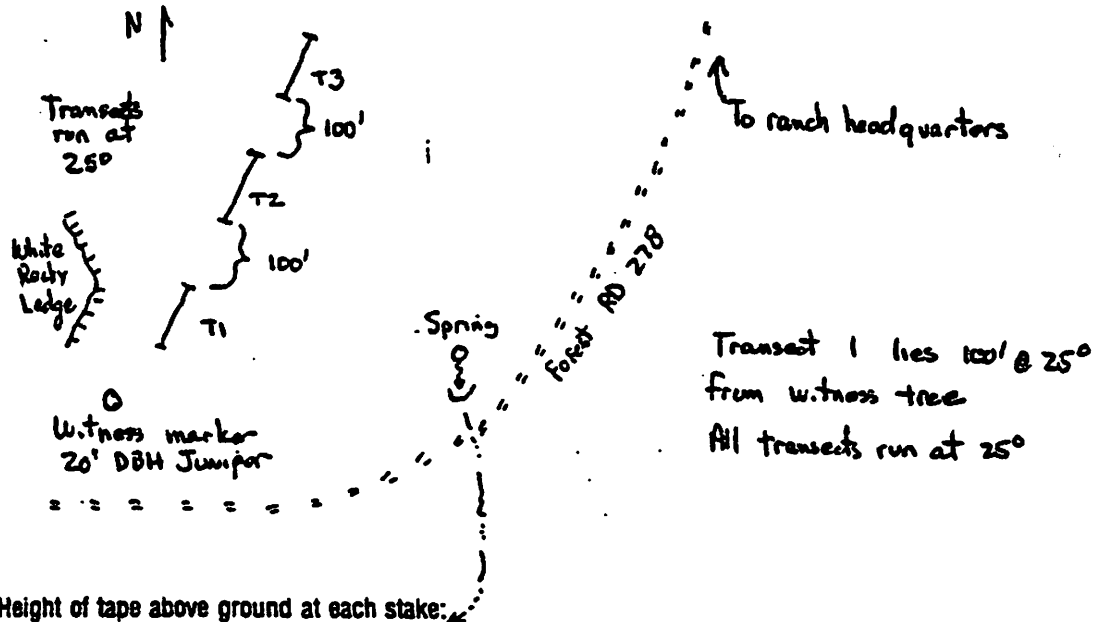 N
T3
Transects
run at
25°
100'
To ranch headquarters
T2
White
Rocky
Ledge
100'
T1
Forest RD 278
Spring
Transect 1 lies 100' @ 25°
from witness tree
All transects run at 25°
Witness marker
20' DBH Juniper
Height of tape above ground at each stake: